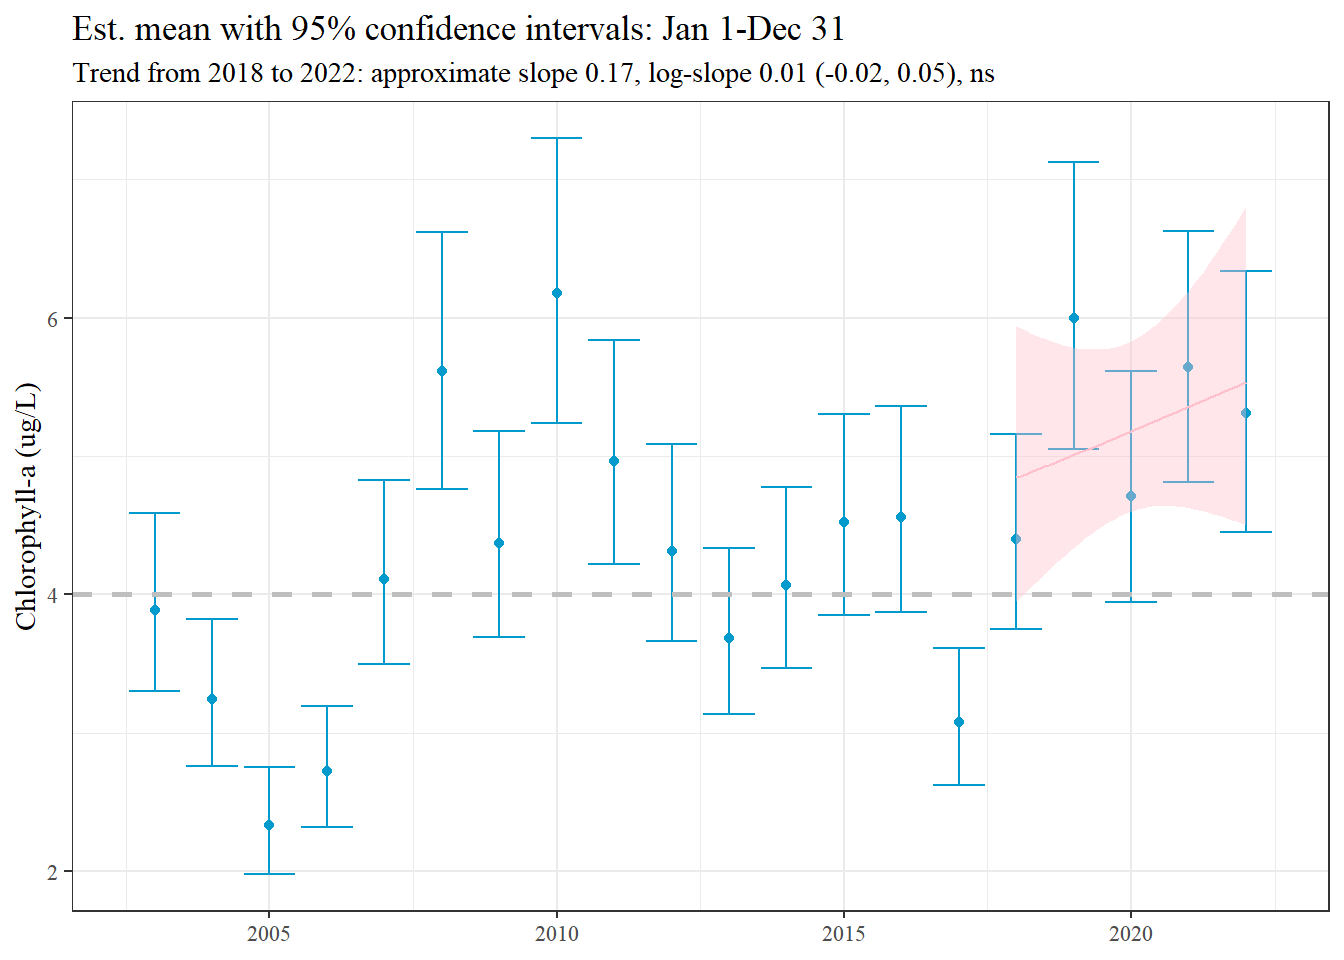 Est. mean with 95% confidence intervals: Jan 1-Dec 31
Trend from 2018 to 2022: approximate slope 0.17, log-slope 0.01 (-0.02, 0.05), ns
Chlorophyll-a (ug/L)
6
4
2
2005
2010
2015
2020